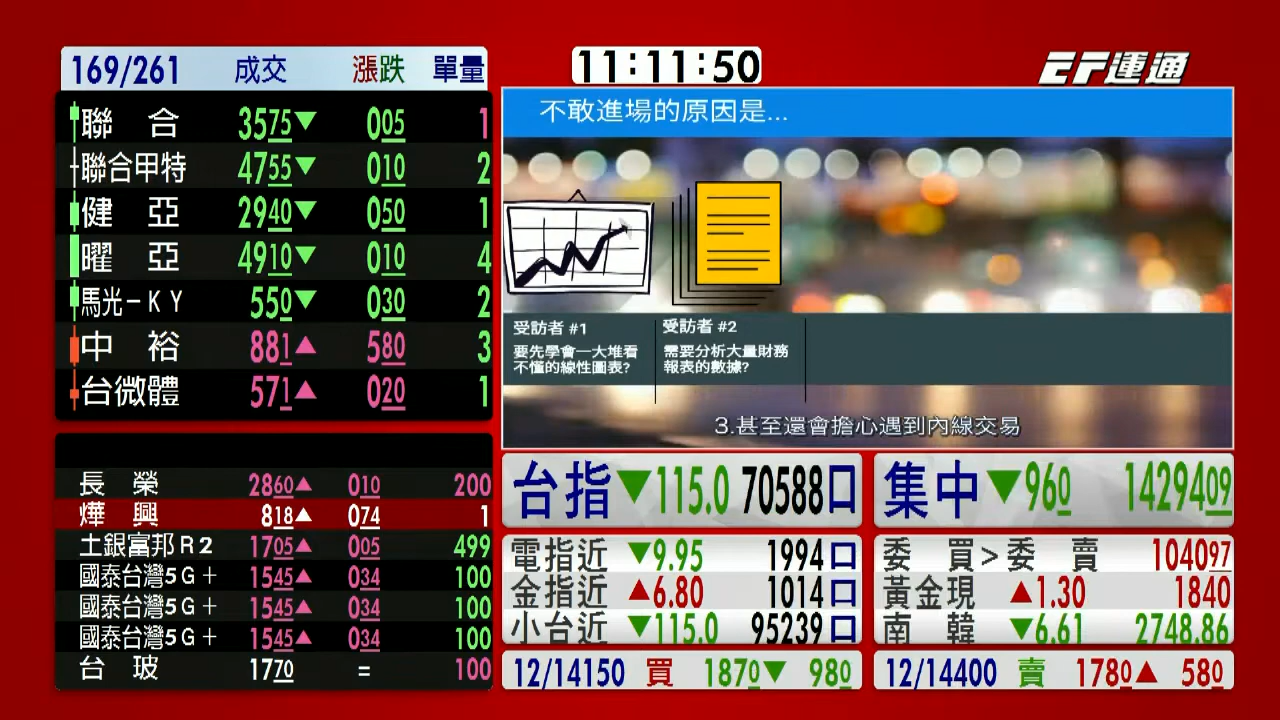 169/261 成交 漲跌 單量
聯合 3575▼ 005 1
聯合甲特 4755▼ 010 2
健亞 2940▼ 050 1
曜亞 4910▼ 010 4
馬光－KY 550▼ 030 2
中裕 881▲ 580 3
台微體 571▲ 020 1
長榮 2860▲ 010 200
燁興 818▲ 074 1
土銀富邦R2 1705▲ 005 499
國泰台灣5G＋ 1545▲ 034 100
國泰台灣5G＋ 1545▲ 034 100
國泰台灣5G＋ 1545▲ 034 100
台玻 1770 = 100
11:11:50
EF運通
不敢進場的原因是...
受訪者 #1
要先學會一大堆看
不懂的線性圖表?
受訪者 #2
需要分析大量財務
報表的數據?
3.甚至還會擔心遇到內線交易
台指▼115.0 70588口
電指近 ▼9.95 1994口
金指近 ▲6.80 1014口
小台近 ▼115.0 95239口
12/14150 買 1870▼ 980
集中▼960 1429409
委買>委賣 104097
黃金現 ▲1.30 1840
南韓 ▼6.61 2748.86
12/14400 賣 1780▲ 580